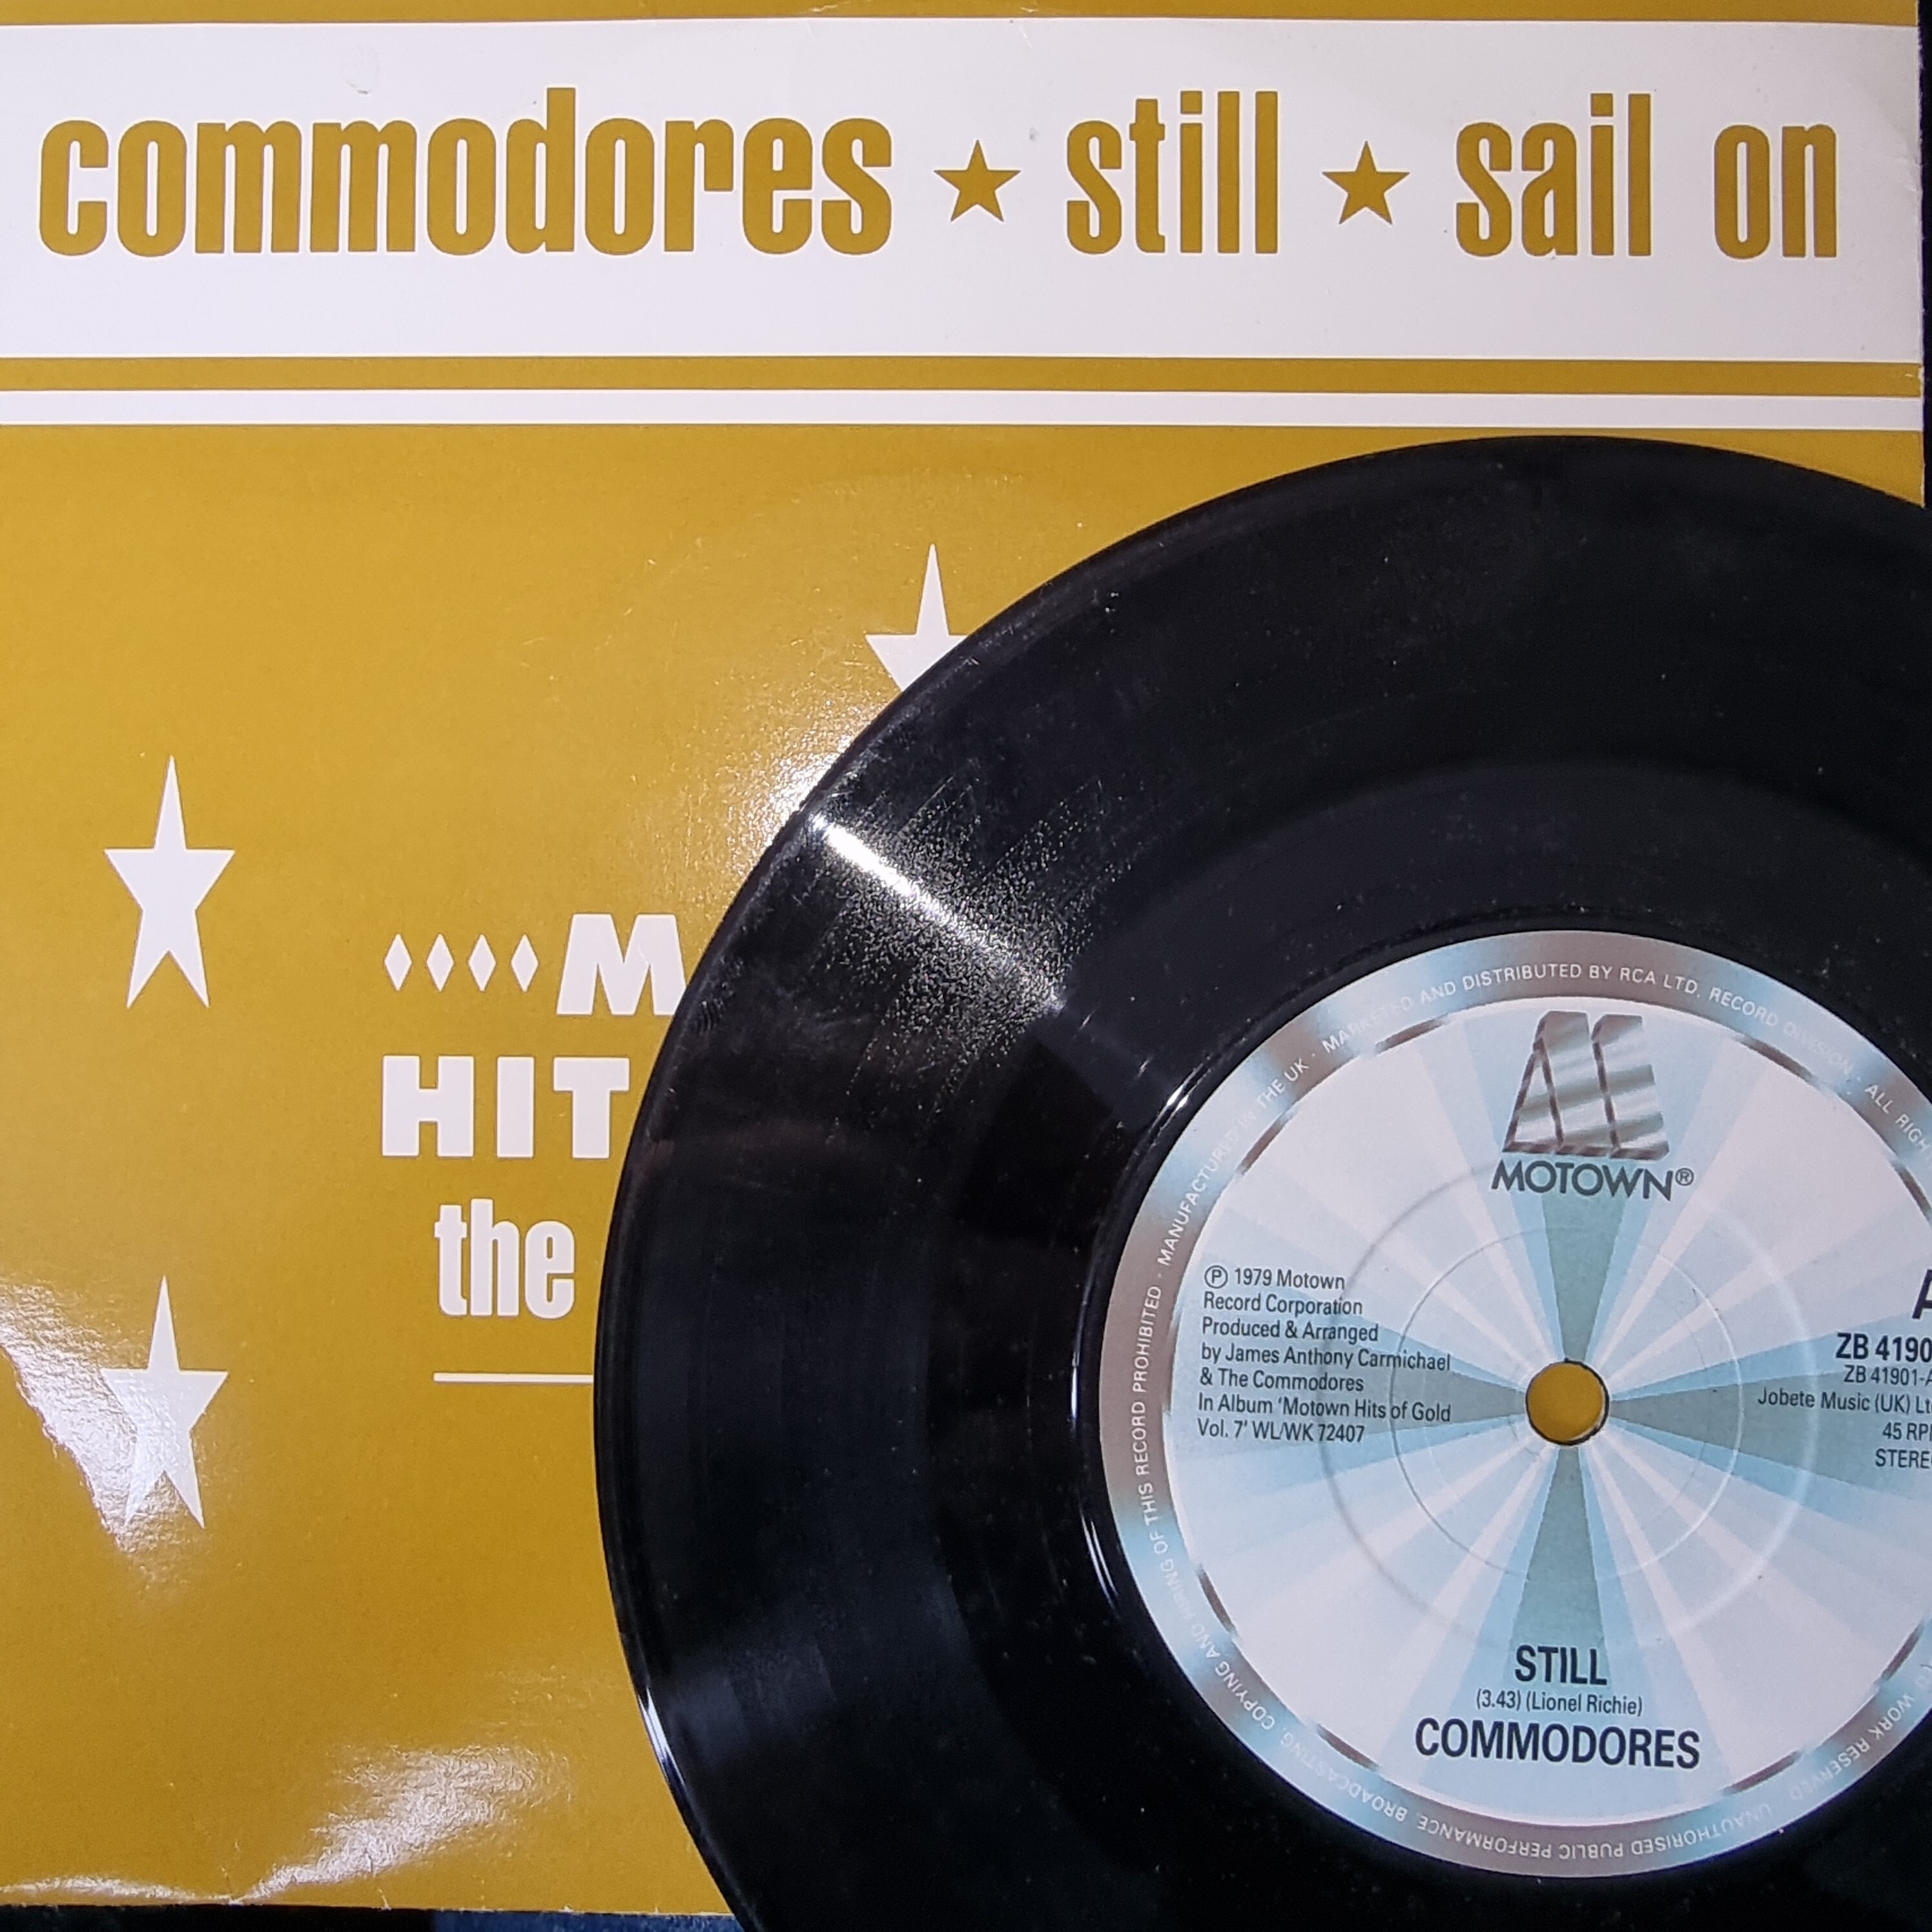 commodores ★ still ★ sail on
M
HIT
the
MANUFACTURED IN THE UK · MARKETED AND DISTRIBUTED BY RCA LTD. RECORD DIVISION · ALL RIGH
WORK RESERVED. UNAUTHORISED PUBLIC PERFORMANCE, BROADCASTING, COPYING AND HIRING OF THIS RECORD PROHIBITED ·
MOTOWN®
℗ 1979 Motown
Record Corporation
Produced & Arranged
by James Anthony Carmichael
& The Commodores
In Album 'Motown Hits of Gold
Vol. 7' WL/WK 72407
A
ZB 4190
ZB 41901-A
Jobete Music (UK) Lt
45 RP
STERE
STILL
(3.43) (Lionel Richie)
COMMODORES